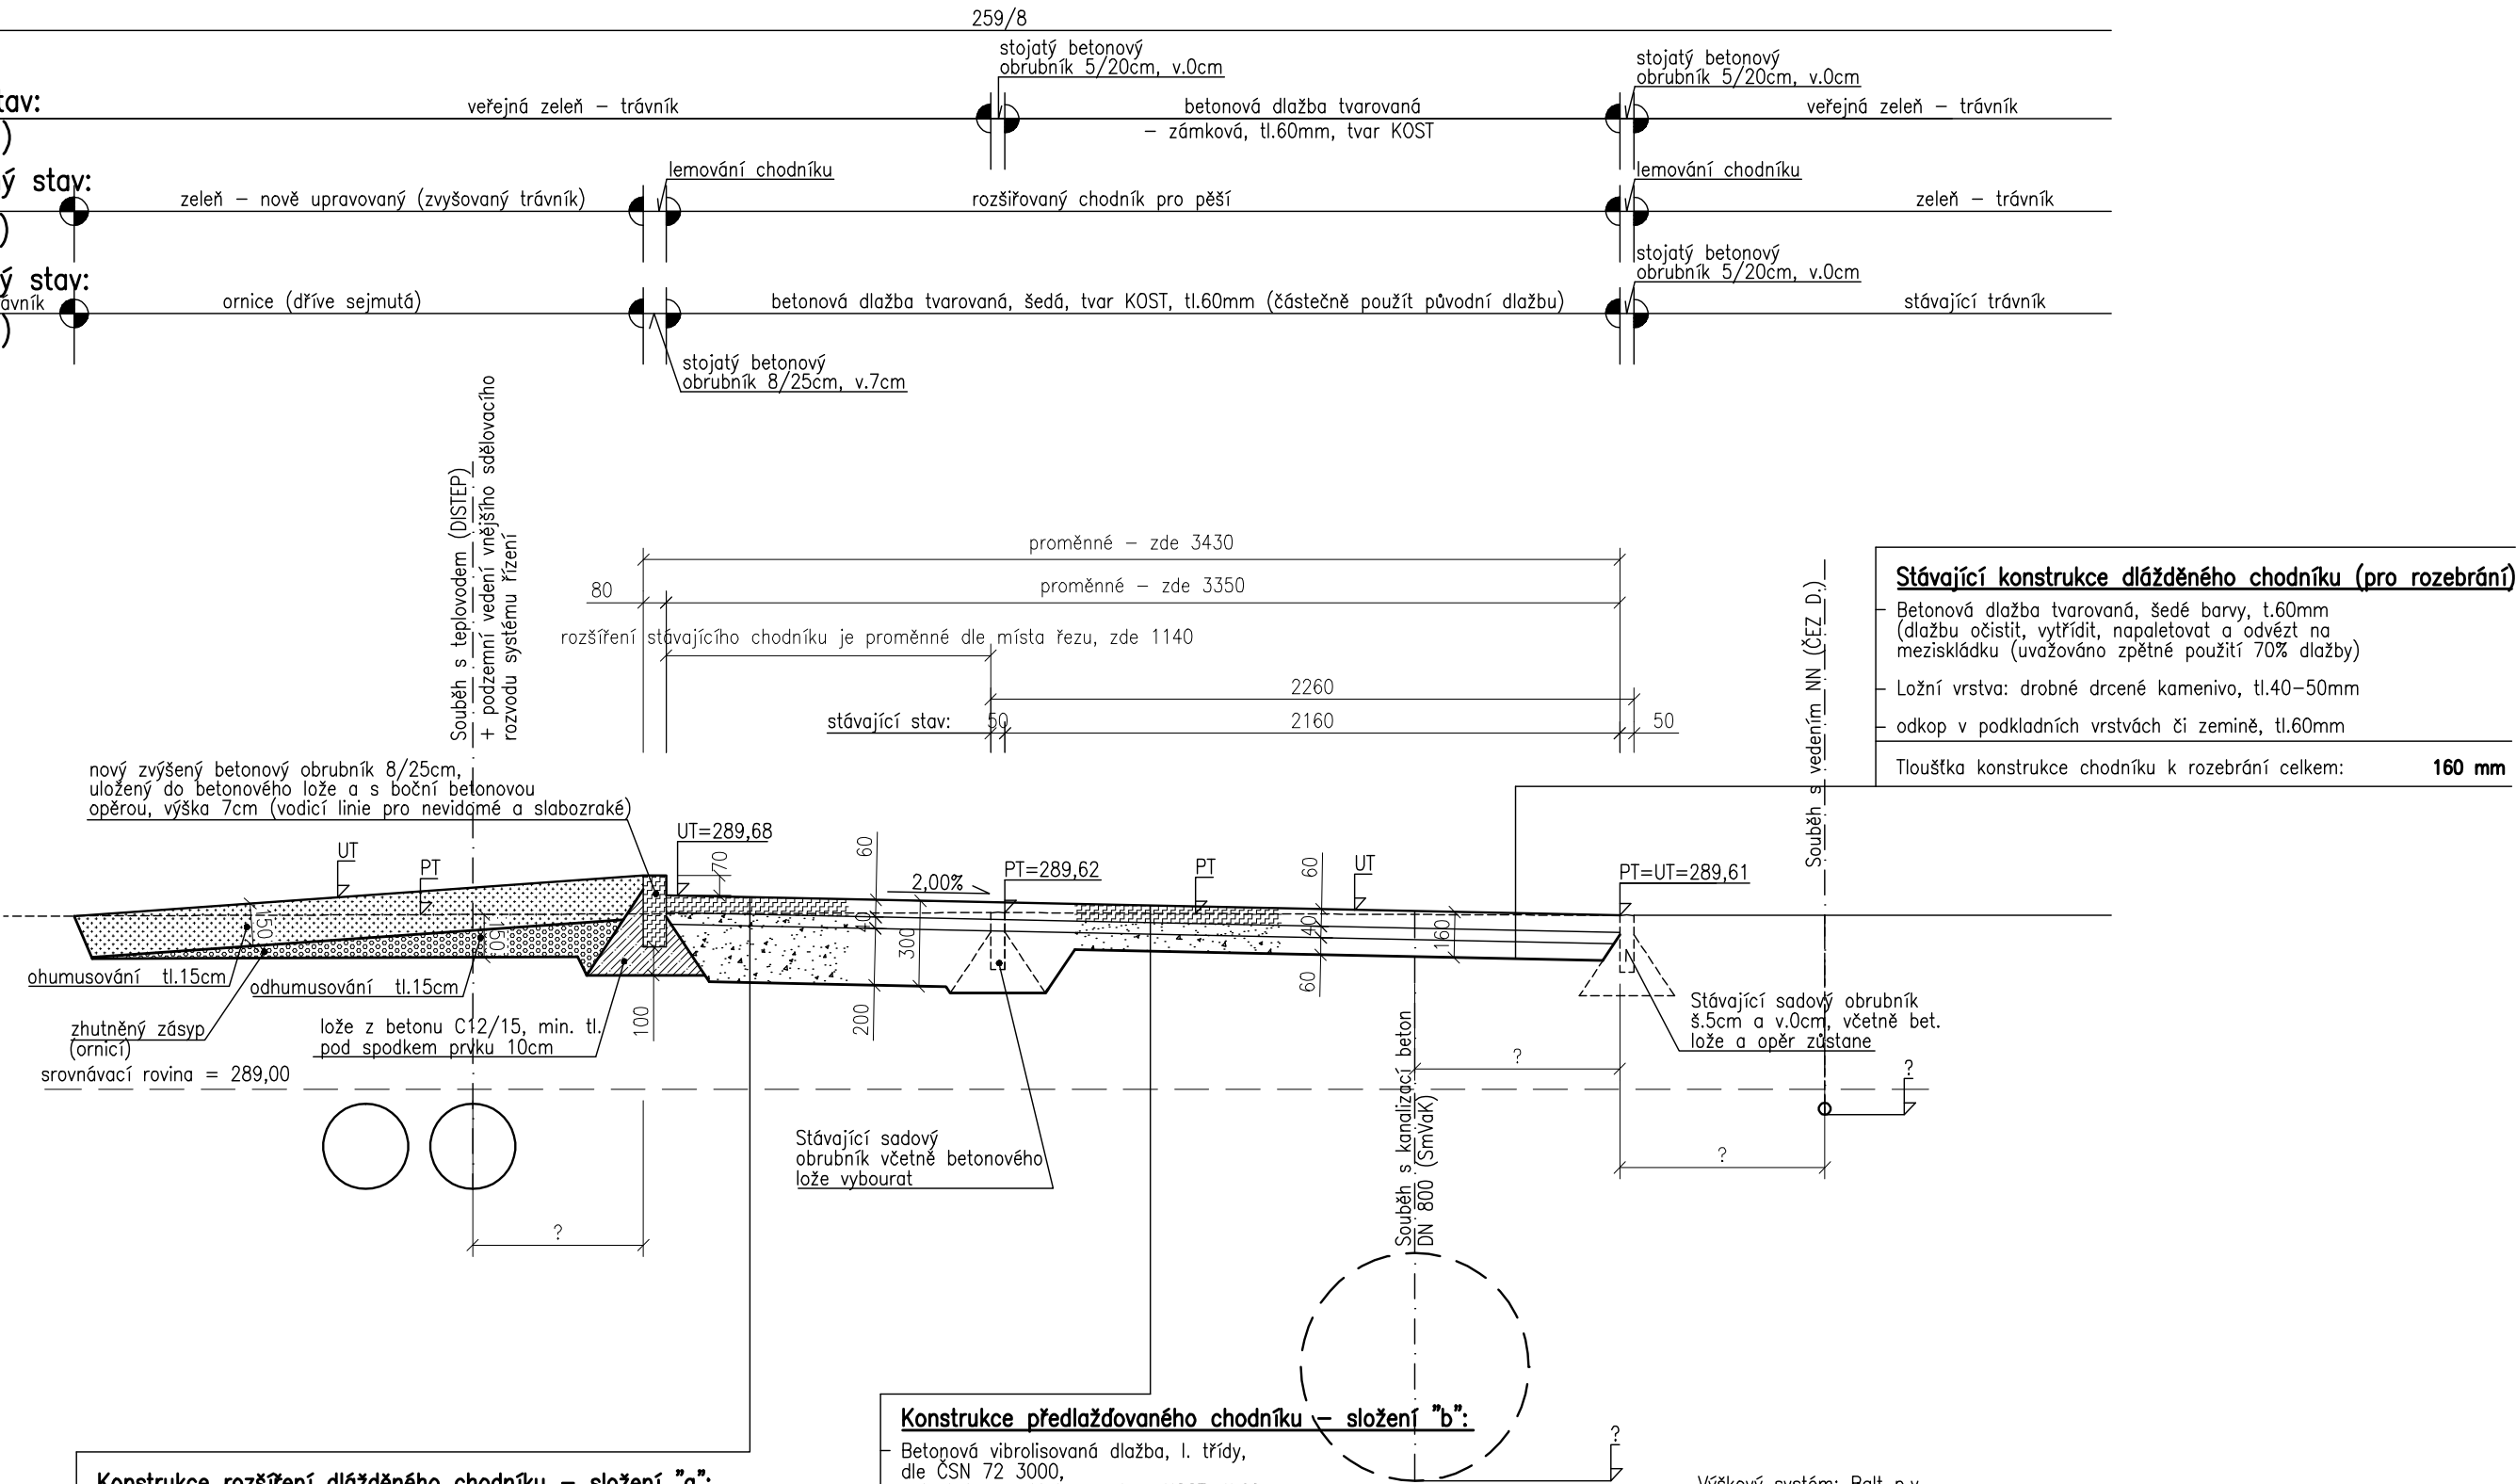 259/8
stojatý betonový
obrubník 5/20cm, v.0cm
stojatý betonový
obrubník 5/20cm, v.0cm
veřejná zeleň – trávník
betonová dlažba tvarovaná
– zámková, tl.60mm, tvar KOST
veřejná zeleň – trávník
lemování chodníku
lemování chodníku
stav:
zeleň – nově upravovaný (zvyšovaný trávník)
rozšiřovaný chodník pro pěší
zeleň – trávník
stojatý betonový
obrubník 5/20cm, v.0cm
stav:
ornice (dříve sejmutá)
betonová dlažba tvarovaná, šedá, tvar KOST, tl.60mm (částečně použít původní dlažbu)
stávající trávník
stojatý betonový
obrubník 8/25cm, v.7cm
Souběh s teplovodem (DISTEP)
+ podzemní vedení vnějšího sdělovacího
rozvodu systému řízení
proměnné – zde 3430
80
proměnné – zde 3350
rozšíření stávajícího chodníku je proměnné dle místa řezu, zde 1140
2260
stávající stav:
50
2160
50
Souběh s vedením NN (ČEZ D.)
Stávající konstrukce dlážděného chodníku (pro rozebrání)
Betonová dlažba tvarovaná, šedé barvy, t.60mm
(dlažbu očistit, vytřídit, napaletovat a odvézt na
meziskládku (uvažováno zpětné použití 70% dlažby)
Ložní vrstva: drobné drcené kamenivo, tl.40–50mm
odkop v podkladních vrstvách či zemině, tl.60mm
Tloušťka konstrukce chodníku k rozebrání celkem: 160 mm
nový zvýšený betonový obrubník 8/25cm,
uložený do betonového lože a s boční betonovou
opěrou, výška 7cm (vodicí linie pro nevidomé a slabozraké)
UT
PT
UT=289,68
70
60
2,00%
PT=289,62
PT
60
UT
PT=UT=289,61
150
150
40
300
40
160
60
200
100
ohumusování tl.15cm
odhumusování tl.15cm
zhutněný zásyp
(ornicí)
lože z betonu C12/15, min. tl.
pod spodkem prvku 10cm
Stávající sadový obrubník
š.5cm a v.0cm, včetně bet.
lože a opěr zůstane
srovnávací rovina = 289,00
?
?
?
?
Stávající sadový
obrubník včetně betonového
lože vybourat
Souběh s kanalizací beton
DN 800 (SmVaK)
Konstrukce předlažďovaného chodníku – složení "b":
Betonová vibrolisovaná dlažba, I. třídy,
dle ČSN 72 3000,
?
Konstrukce rozšíření dlážděného chodníku – složení "a":
Výškový systém: Balt p.v.